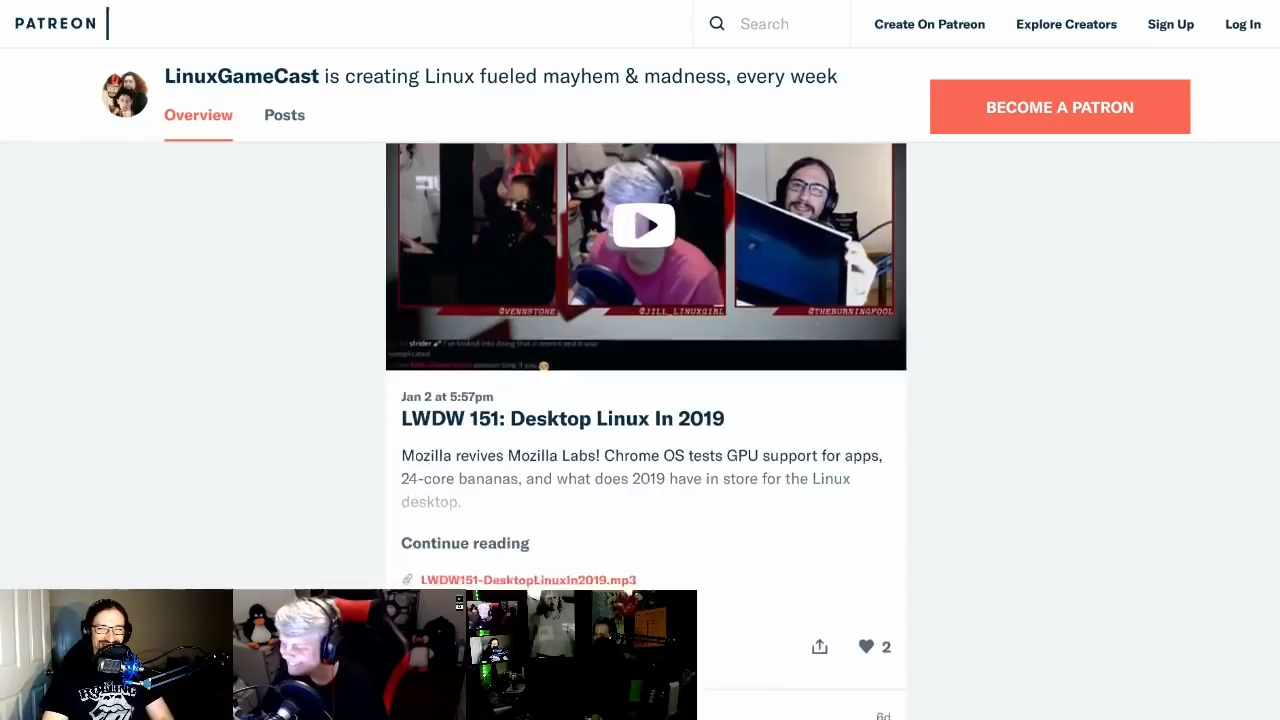 PATREON
Search
Create On Patreon
Explore Creators
Sign Up
Log In
LinuxGameCast is creating Linux fueled mayhem & madness, every week
Overview
Posts
BECOME A PATRON
@VENNSTONE
@JILL_LINUXGIRL
@THEBURNINGFOOL
strider
complicated
Jan 2 at 5:57pm
LWDW 151: Desktop Linux In 2019
Mozilla revives Mozilla Labs! Chrome OS tests GPU support for apps,
24-core bananas, and what does 2019 have in store for the Linux
desktop.
Continue reading
LWDW151-DesktopLinuxIn2019.mp3
2
6d